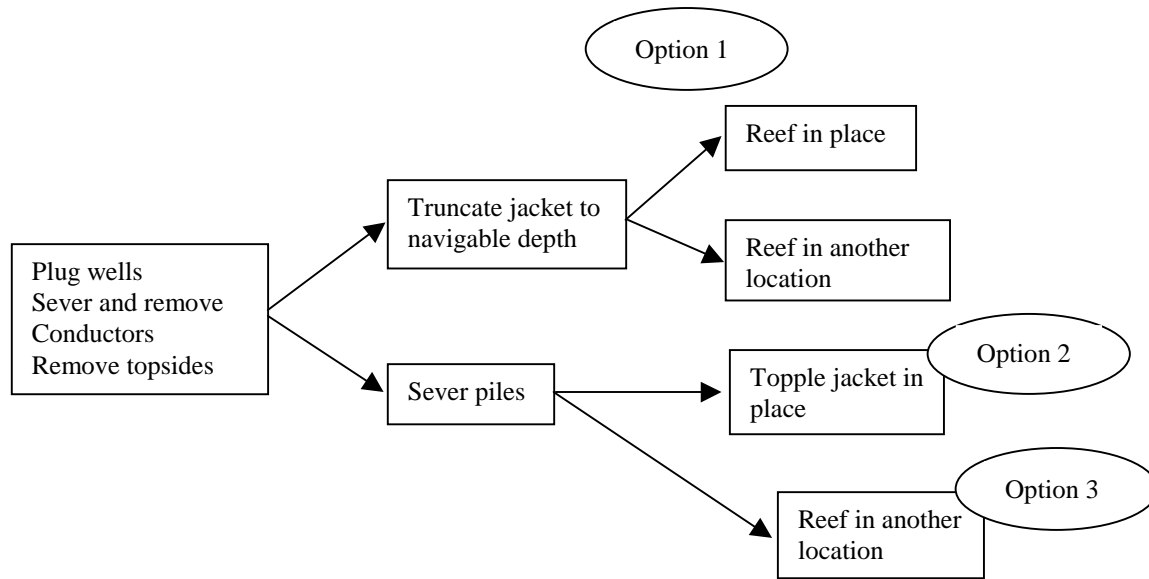 Option 1
Reef in place
Truncate jacket to
navigable depth
Reef in another
location
Plug wells
Sever and remove
Conductors
Remove topsides
Option 2
Sever piles
Topple jacket in
place
Option 3
Reef in another
location